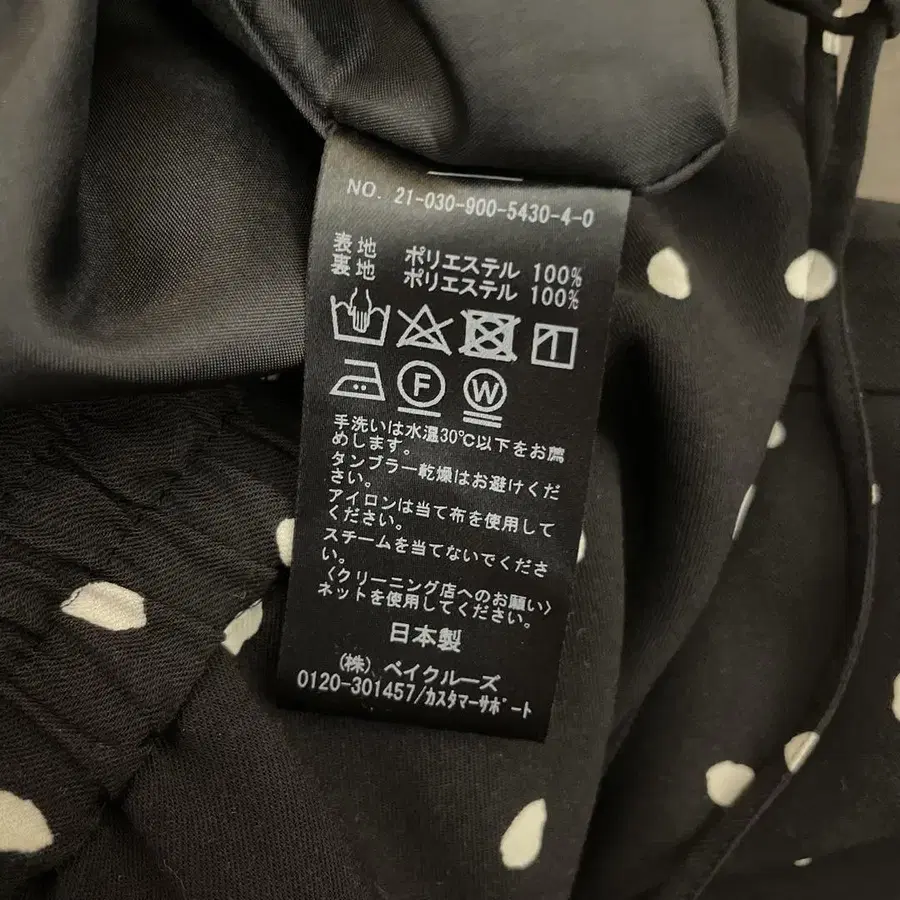 NO. 21-030-900-5430-4-0
表地 ポリエステル 100%
裏地 ポリエステル 100%
F W
手洗いは水温30℃以下をお薦
めします。
タンブラー乾燥はお避けくだ
さい。
アイロンは当て布を使用して
ください。
スチームを当てないでくださ
い。
〈クリーニング店へのお願い〉
ネットを使用してください。
日本製
(株) ベイクルーズ
0120-301457/カスタマーサポート